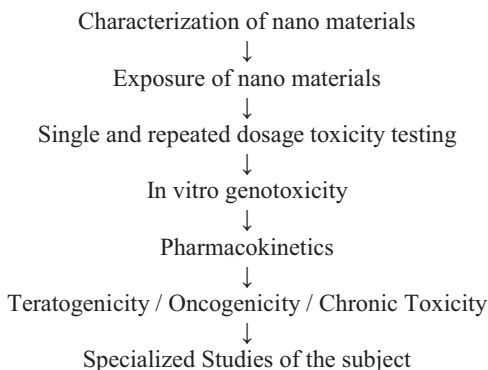 Characterization of nano materials
↓
Exposure of nano materials
↓
Single and repeated dosage toxicity testing
↓
In vitro genotoxicity
↓
Pharmacokinetics
↓
Teratogenicity / Oncogenicity / Chronic Toxicity
↓
Specialized Studies of the subject